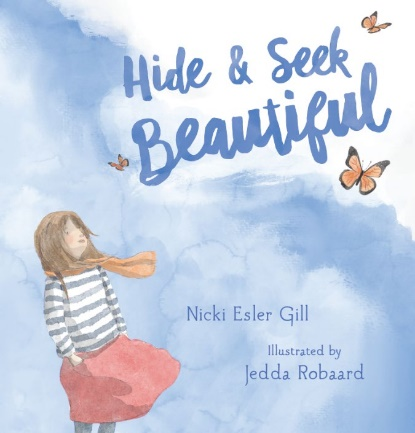 Hide & Seek
Beautiful
Nicki Esler Gill
Illustrated by
Jedda Robaard